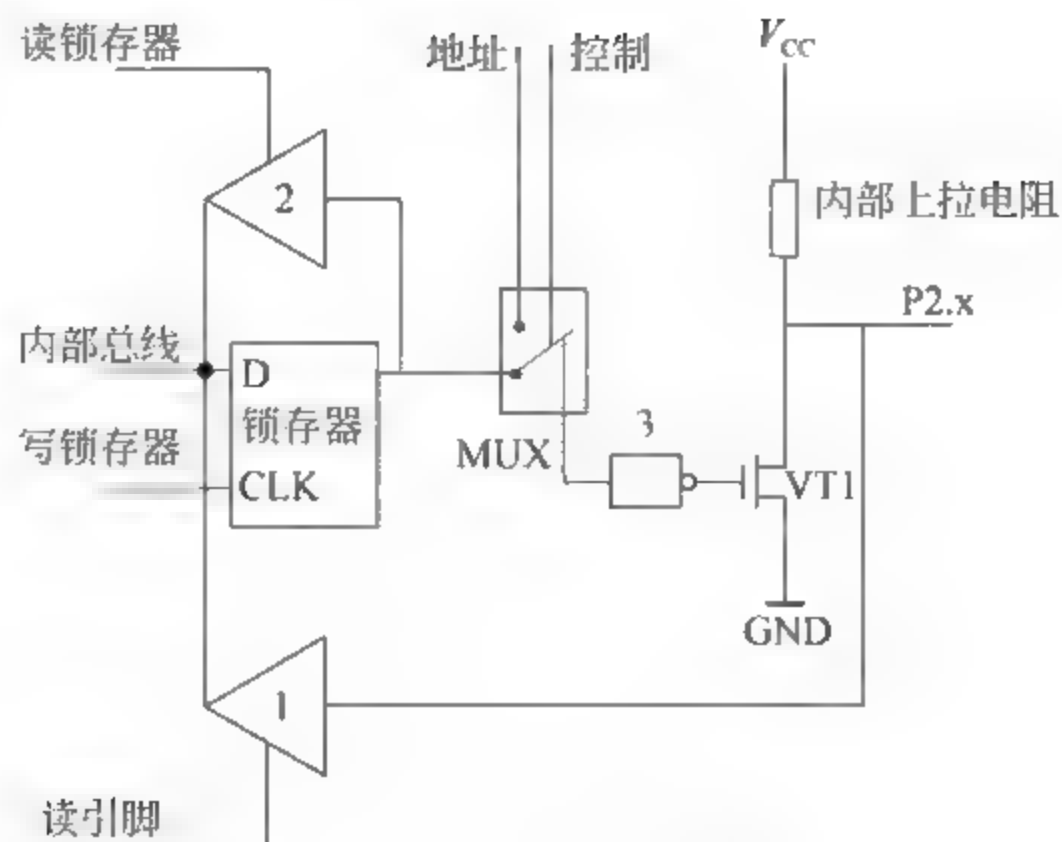 读锁存器
地址
控制
V_CC
2
内部上拉电阻
P2.x
内部总线
D
锁存器
写锁存器
CLK
MUX
3
VT1
GND
1
读引脚